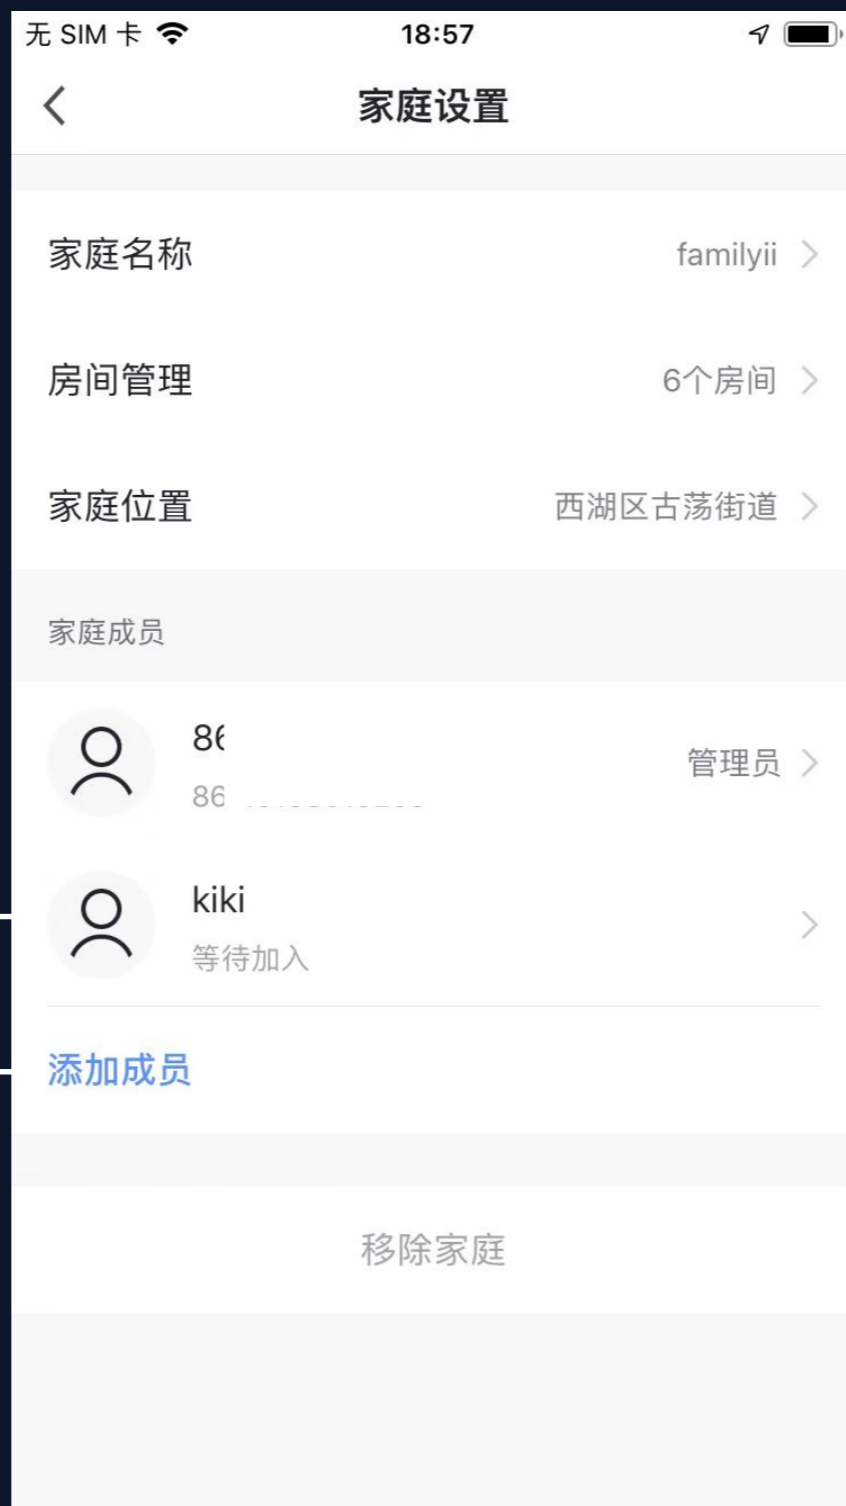 无 SIM 卡 18:57
家庭设置
家庭名称 familyii
房间管理 6个房间
家庭位置 西湖区古荡街道
家庭成员
86
86 管理员
kiki
等待加入
添加成员
移除家庭